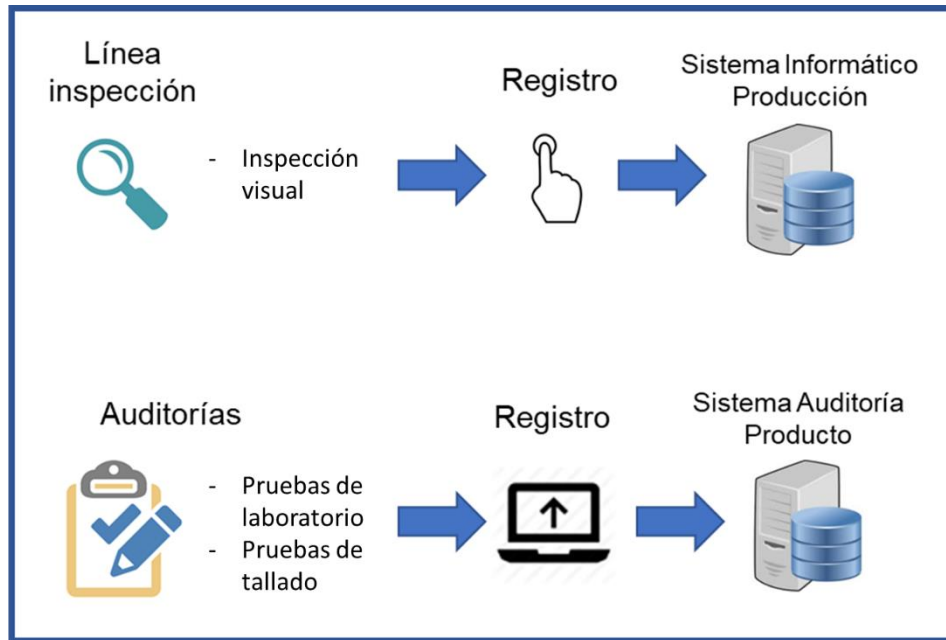 Línea
inspección
- Inspección
visual
Registro
Sistema Informático
Producción
Auditorías
- Pruebas de
laboratorio
- Pruebas de
tallado
Registro
Sistema Auditoría
Producto